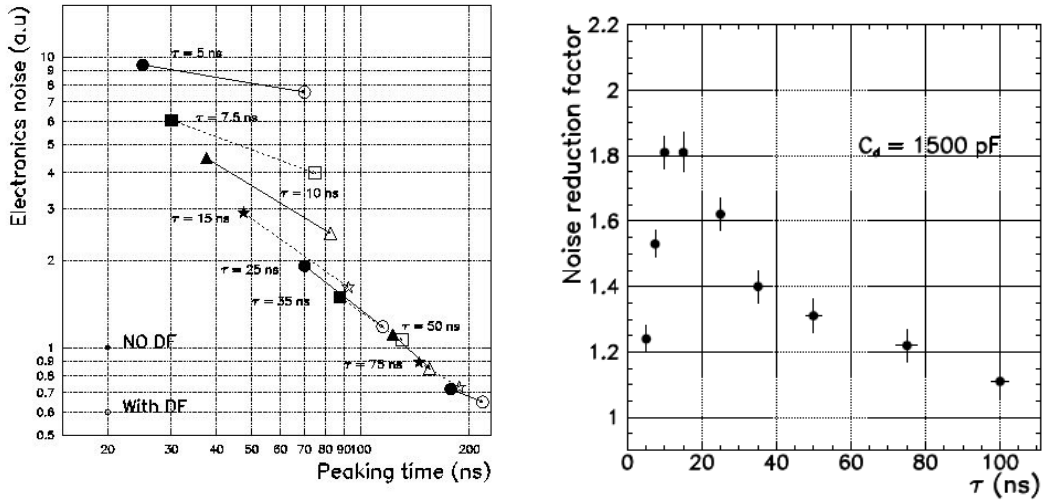 Electronics noise (a.u)
10
9
8
7
6
5
4
3
2
1
0.9
0.8
0.7
0.6
0.5
τ = 5 ns
τ = 7.5 ns
τ = 10 ns
τ = 15 ns
τ = 25 ns
τ = 35 ns
τ = 50 ns
τ = 75 ns
NO DF
With DF
20 30 40 50 60 70 80 90100 200
Peaking time (ns)
Noise reduction factor
2.2
2
1.8
1.6
1.4
1.2
1
C_d = 1500 pF
0 20 40 60 80 100
τ (ns)